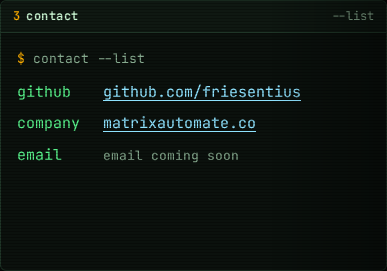 3 contact --list
$ contact --list
github github.com/friesentius
company matrixautomate.co
email email coming soon